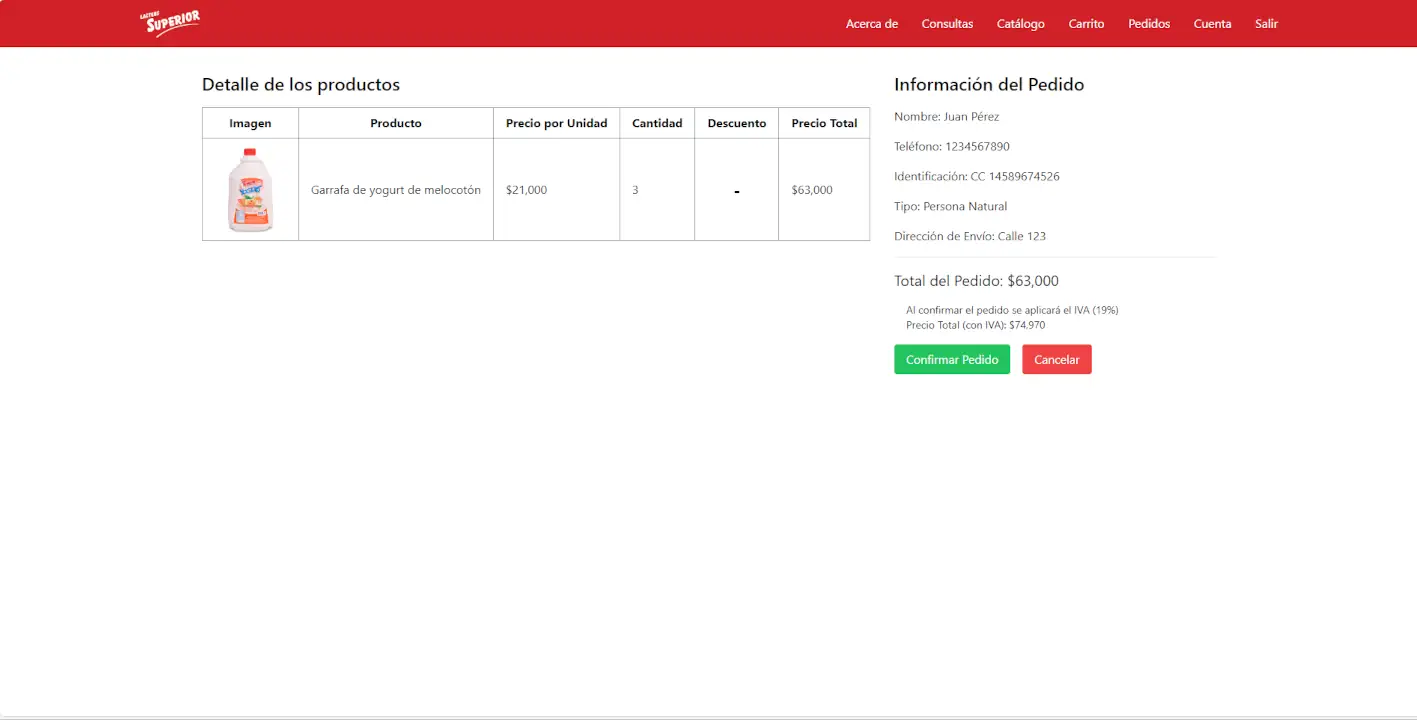 LACTEOS
SUPERIOR
Acerca de Consultas Catálogo Carrito Pedidos Cuenta Salir
Detalle de los productos
Imagen Producto Precio por Unidad Cantidad Descuento Precio Total
Garrafa de yogurt de melocotón $21,000 3 - $63,000
Información del Pedido
Nombre: Juan Pérez
Teléfono: 1234567890
Identificación: CC 14589674526
Tipo: Persona Natural
Dirección de Envío: Calle 123
Total del Pedido: $63,000
Al confirmar el pedido se aplicará el IVA (19%)
Precio Total (con IVA): $74,970
Confirmar Pedido Cancelar